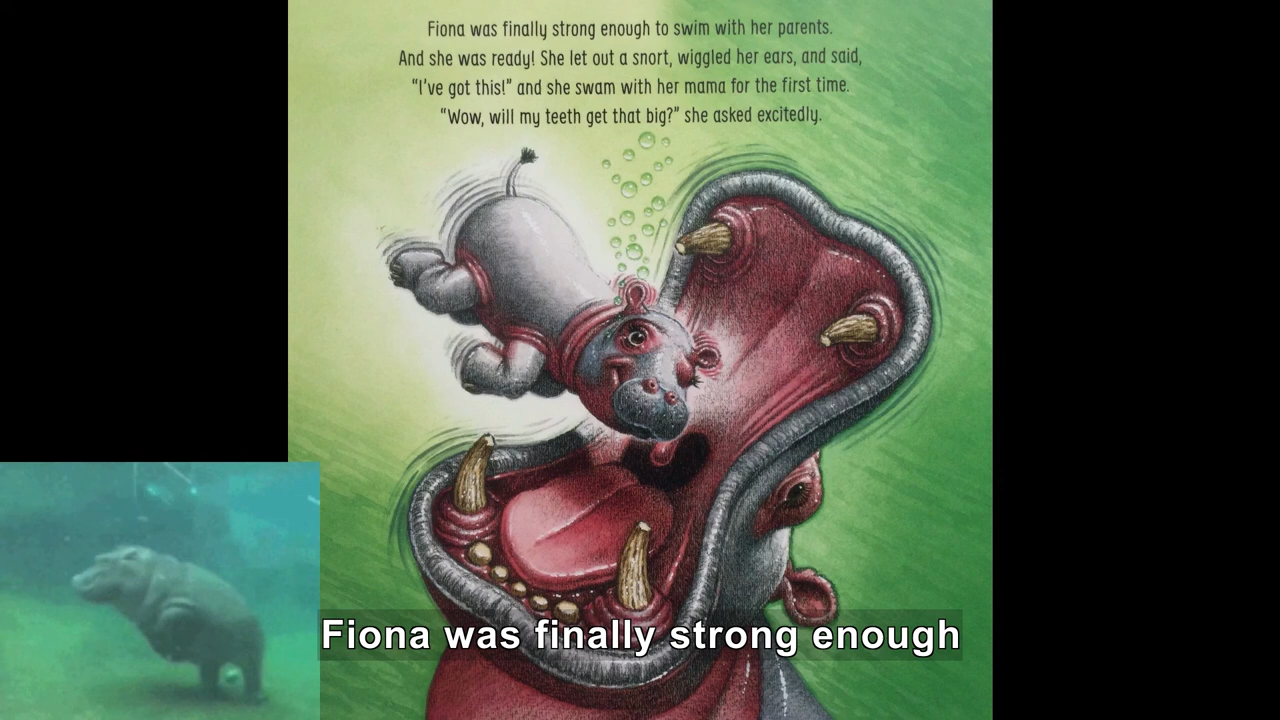 Fiona was finally strong enough to swim with her parents.
And she was ready! She let out a snort, wiggled her ears, and said,
“I’ve got this!” and she swam with her mama for the first time.
“Wow, will my teeth get that big?” she asked excitedly.
Fiona was finally strong enough